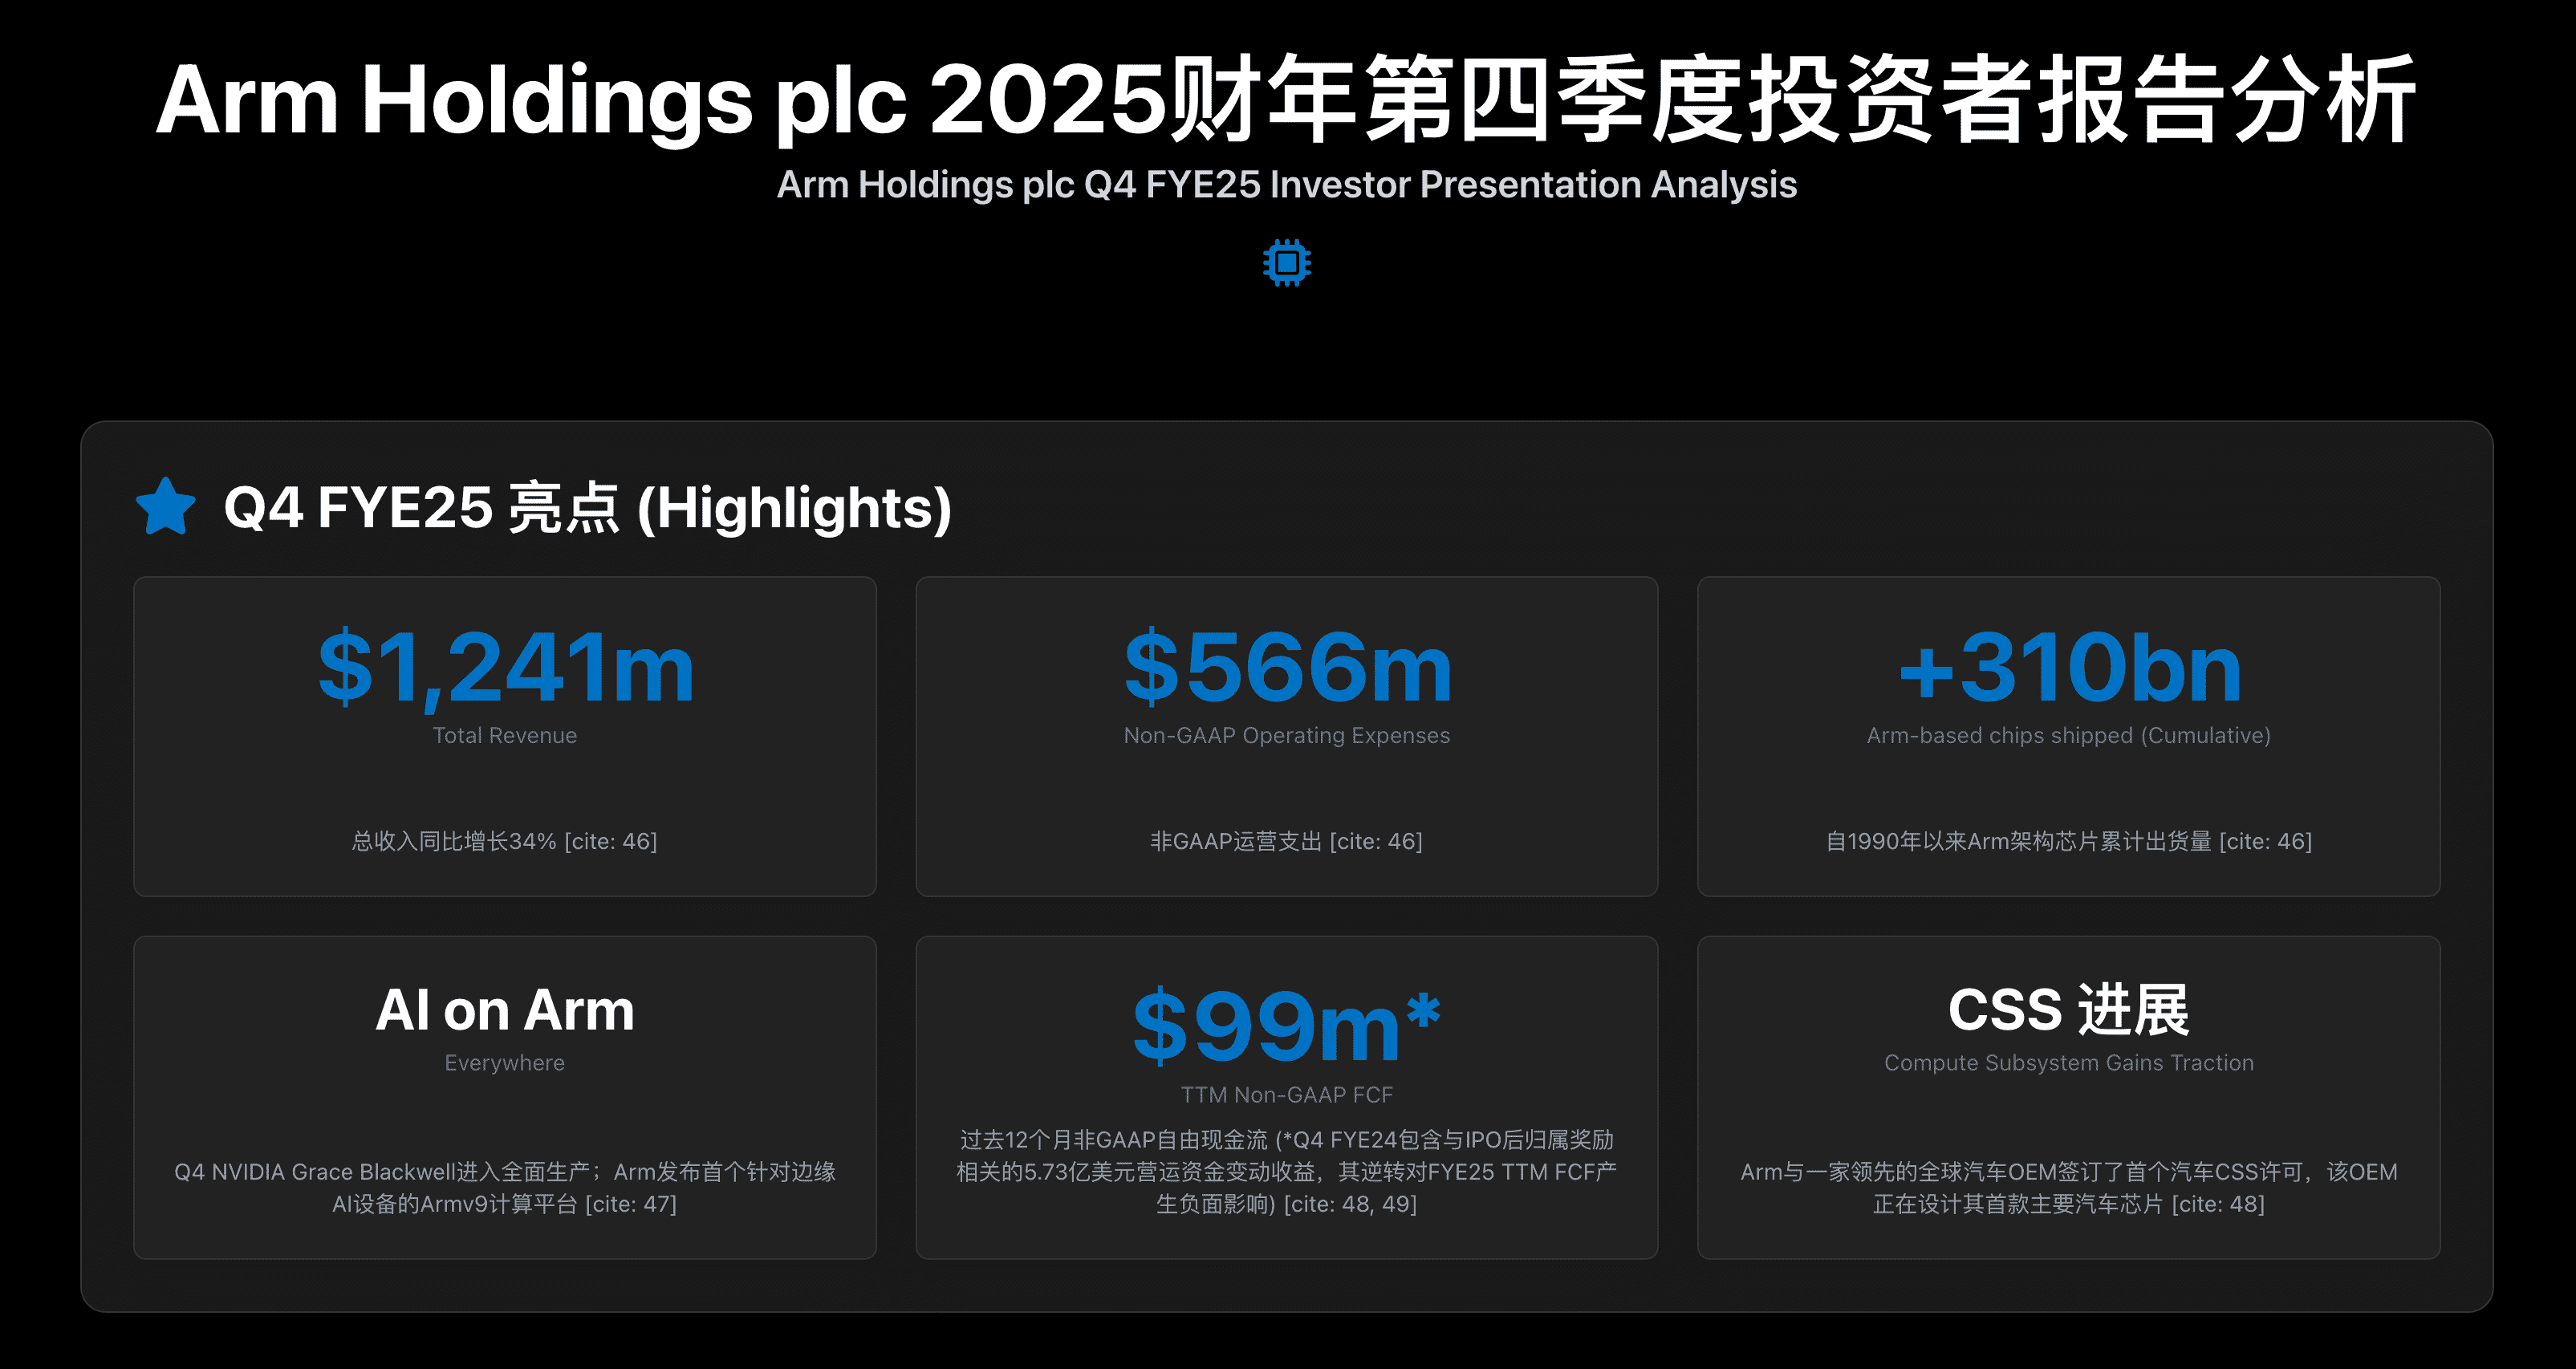 Arm Holdings plc 2025财年第四季度投资者报告分析
Arm Holdings plc Q4 FYE25 Investor Presentation Analysis
Q4 FYE25 亮点 (Highlights)
$1,241m
Total Revenue
总收入同比增长34% [cite: 46]
$566m
Non-GAAP Operating Expenses
非GAAP运营支出 [cite: 46]
+310bn
Arm-based chips shipped (Cumulative)
自1990年以来Arm架构芯片累计出货量 [cite: 46]
AI on Arm
Everywhere
Q4 NVIDIA Grace Blackwell进入全面生产；Arm发布首个针对边缘
AI设备的Armv9计算平台 [cite: 47]
$99m*
TTM Non-GAAP FCF
过去12个月非GAAP自由现金流 (*Q4 FYE24包含与IPO后归属奖励
相关的5.73亿美元营运资金变动收益，其逆转对FYE25 TTM FCF产
生负面影响) [cite: 48, 49]
CSS 进展
Compute Subsystem Gains Traction
Arm与一家领先的全球汽车OEM签订了首个汽车CSS许可，该OEM
正在设计其首款主要汽车芯片 [cite: 48]